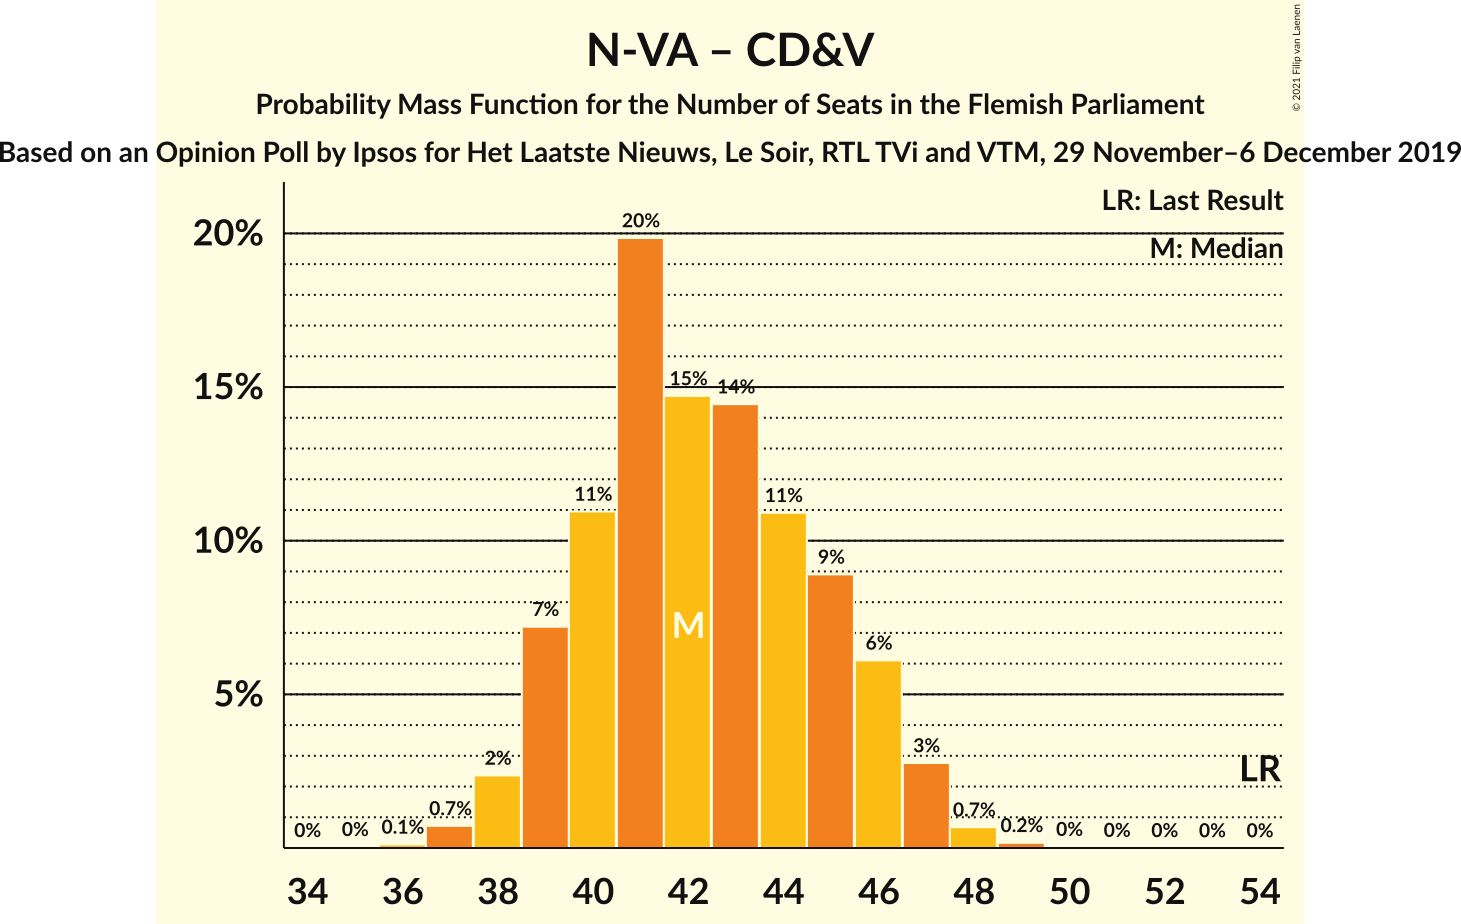 N-VA – CD&V
Probability Mass Function for the Number of Seats in the Flemish Parliament
Based on an Opinion Poll by Ipsos for Het Laatste Nieuws, Le Soir, RTL TVi and VTM, 29 November–6 December 2019
© 2021 Filip van Laenen
LR: Last Result
M: Median
20%
15%
10%
5%
0%
0%
0.1%
0.7%
2%
7%
11%
20%
15%
14%
11%
9%
6%
3%
0.7%
0.2%
0%
0%
0%
0%
0%
M
LR
34 36 38 40 42 44 46 48 50 52 54